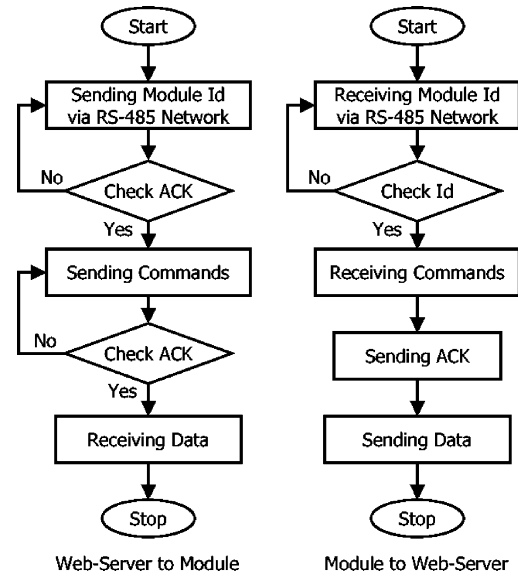 Start
Sending Module Id
via RS-485 Network
No
Check ACK
Yes
Sending Commands
No
Check ACK
Yes
Receiving Data
Stop
Web-Server to Module
Start
Receiving Module Id
via RS-485 Network
No
Check Id
Yes
Receiving Commands
Sending ACK
Sending Data
Stop
Module to Web-Server